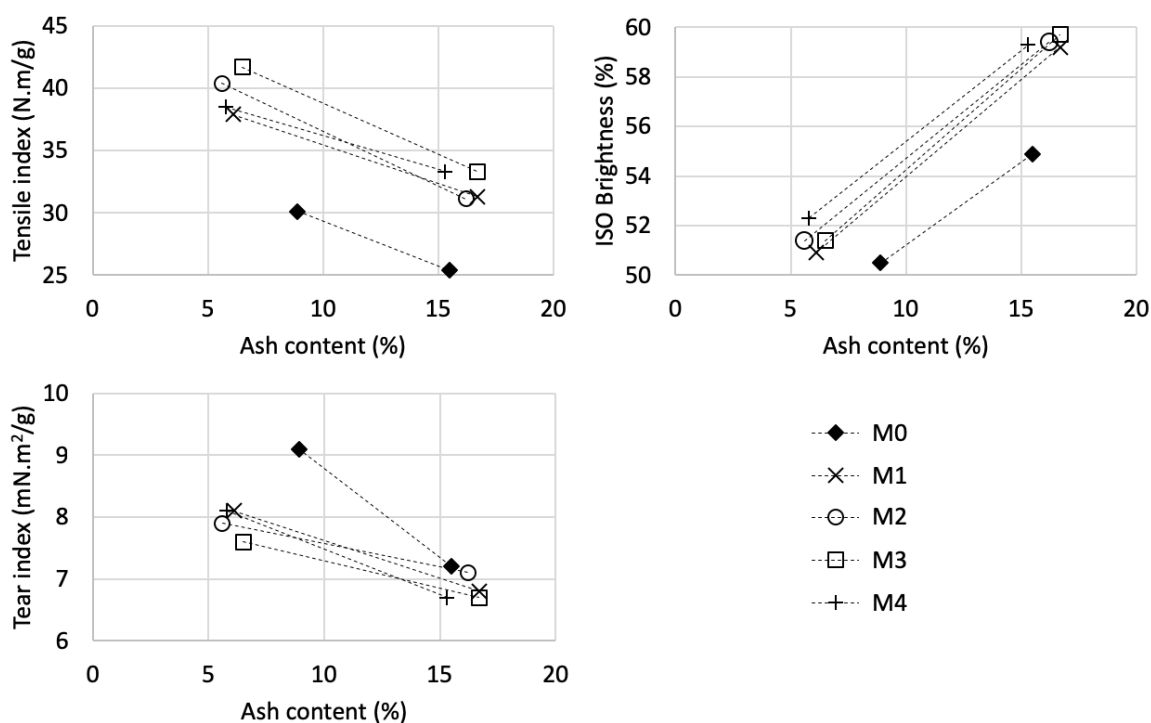 Tensile index (N.m/g)
45
40
35
30
25
0 5 10 15 20
Ash content (%)
ISO Brightness (%)
60
58
56
54
52
50
0 5 10 15 20
Ash content (%)
Tear index (mN.m²/g)
10
9
8
7
6
0 5 10 15 20
Ash content (%)
M0
M1
M2
M3
M4